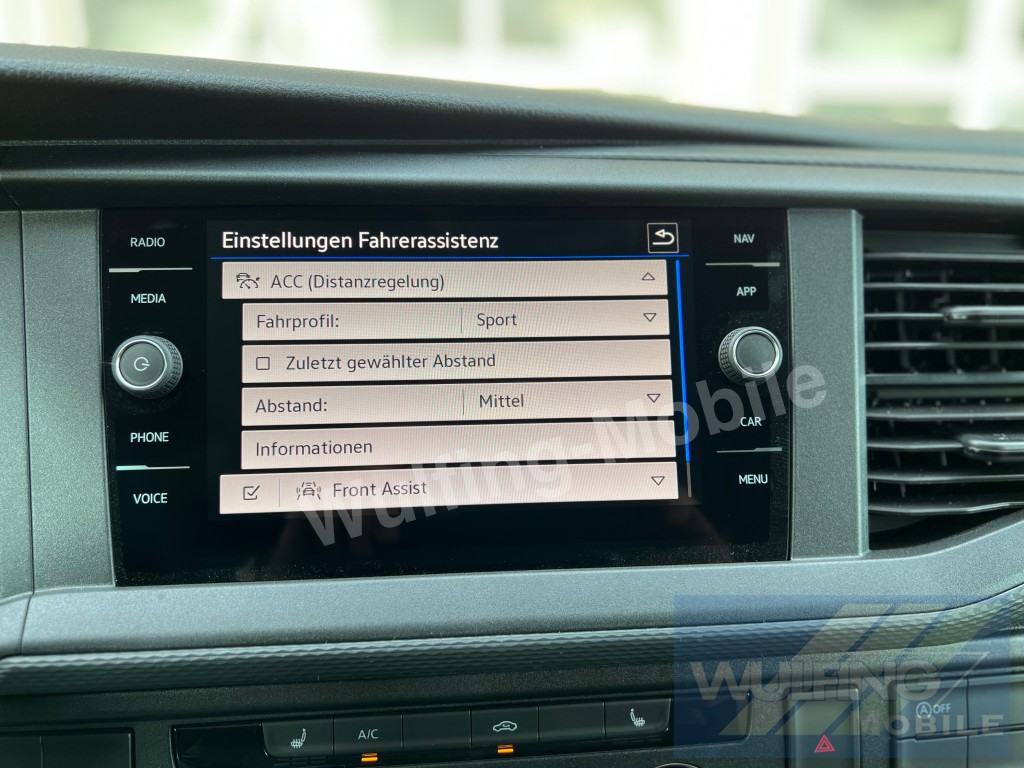 RADIO
MEDIA
PHONE
VOICE
Einstellungen Fahrerassistenz
ACC (Distanzregelung)
Fahrprofil: Sport
Zuletzt gewählter Abstand
Abstand: Mittel
Informationen
Front Assist
NAV
APP
CAR
MENU
Wulfing-Mobile
WULFING
MOBILE
A/C
A OFF